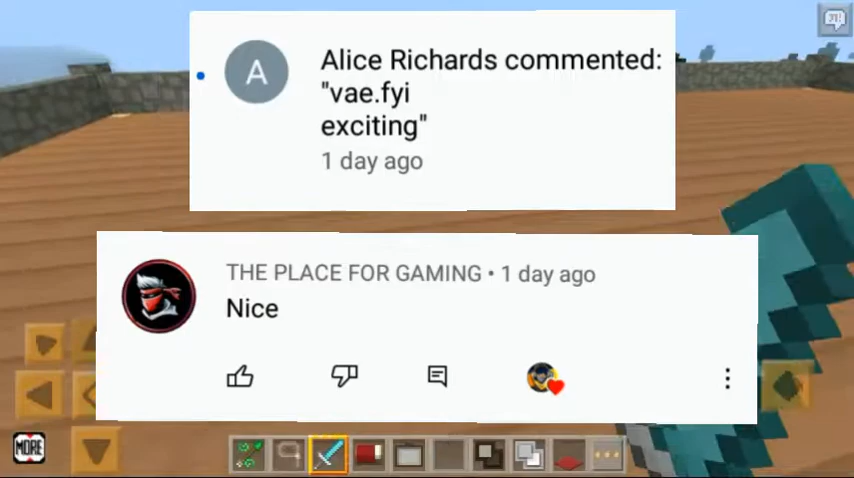 Alice Richards commented:
"vae.fyi
exciting"
1 day ago
THE PLACE FOR GAMING • 1 day ago
Nice
MORE
A